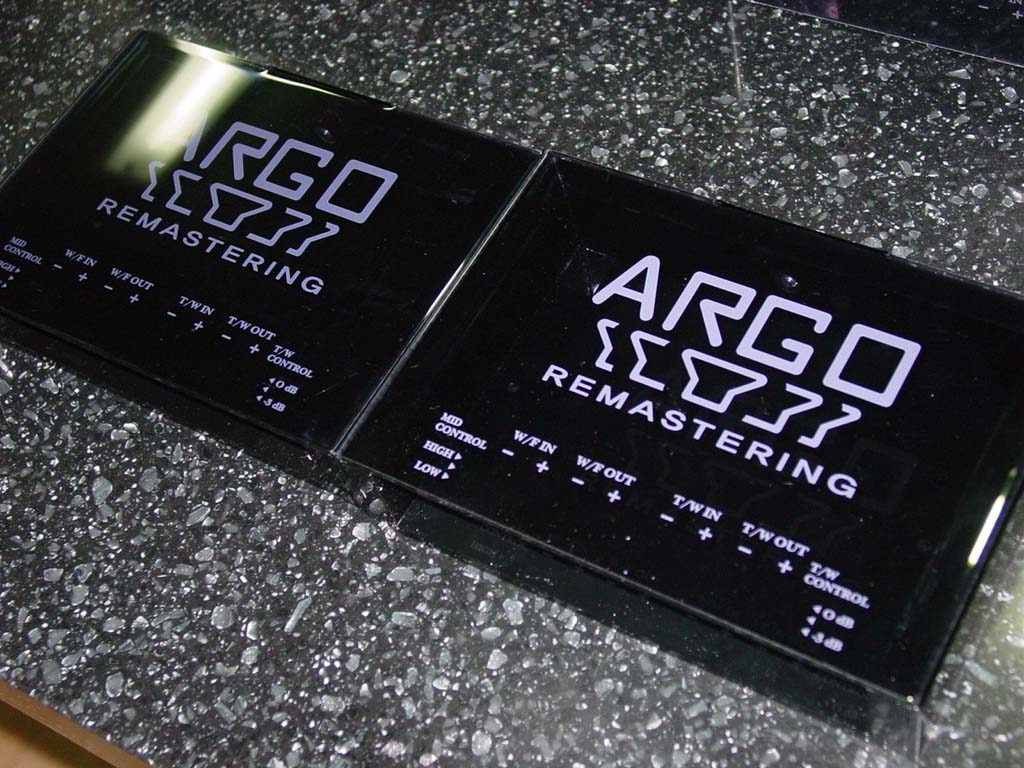 ARGO
REMASTERING
MID
CONTROL
W/F IN
W/F OUT
T/W IN
T/W OUT
T/W
CONTROL
- +
- +
- +
- +
◄ 0 dB
◄ -3 dB
ARGO
REMASTERING
MID
CONTROL
HIGH ►
►
LOW ►
W/F IN
- +
W/F OUT
- +
T/W IN
- +
T/W OUT
- +
T/W
CONTROL
◄ 0 dB
◄
◄ -3 dB